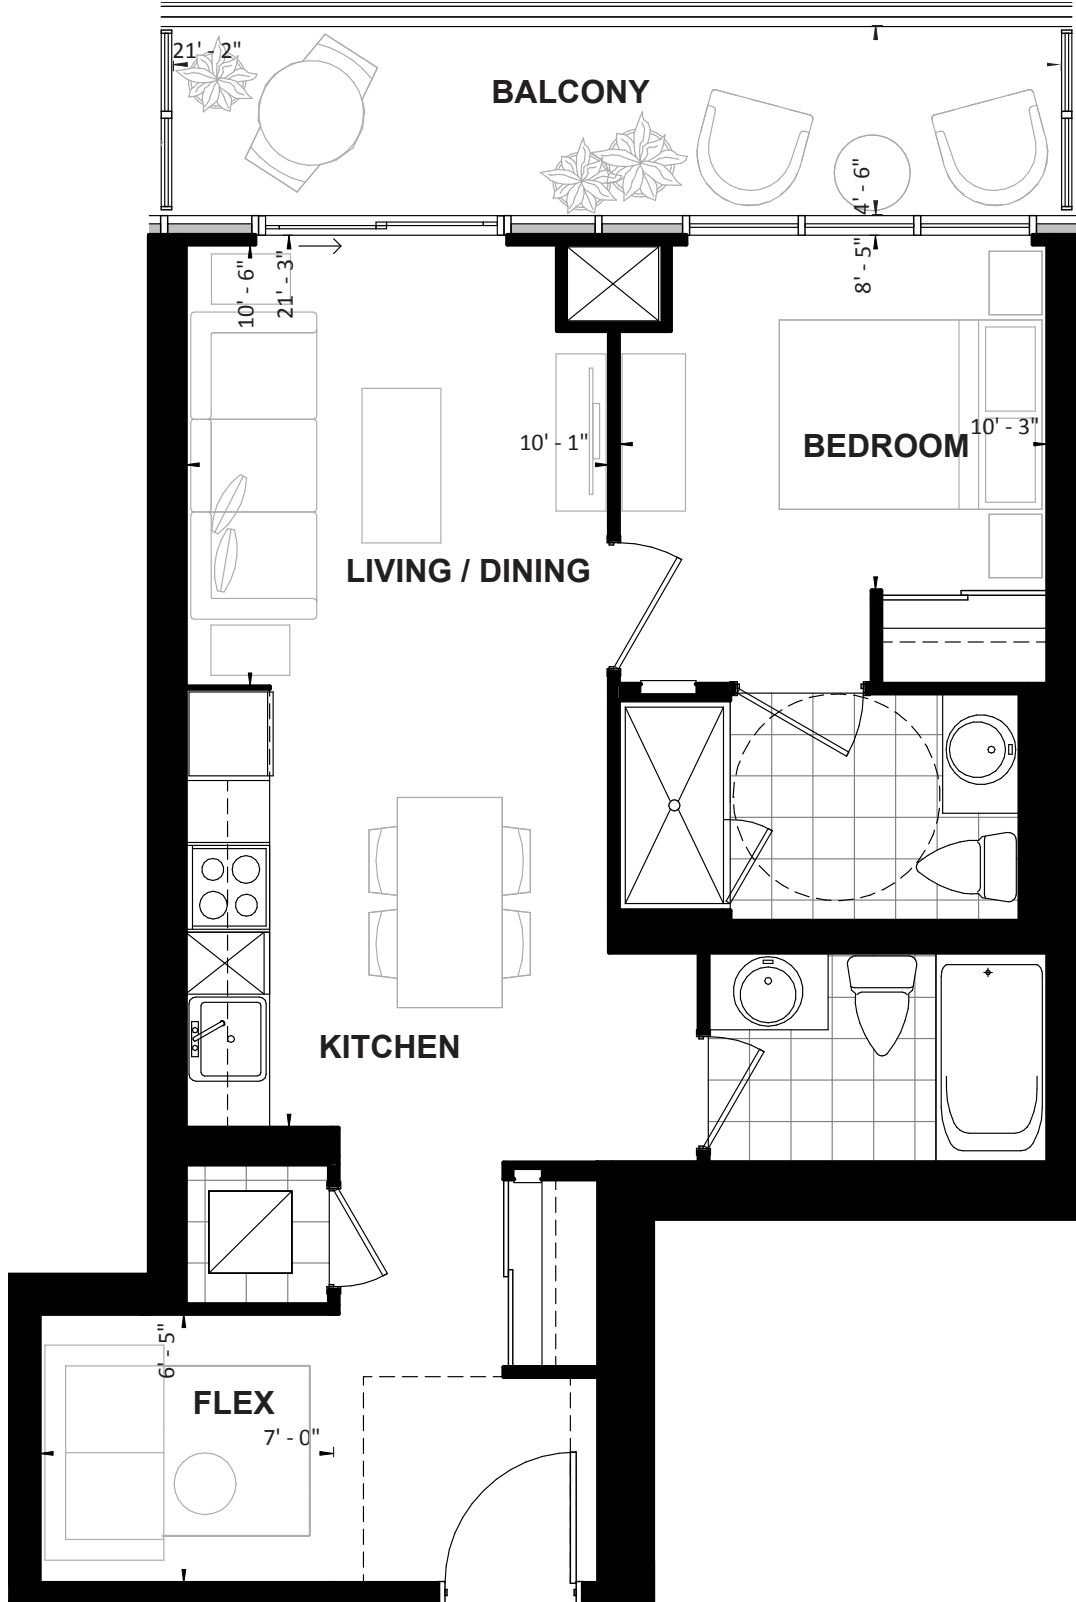 21' - 2"
BALCONY
4' - 6"
10' - 6"
21' - 3"
8' - 5"
10' - 1"
BEDROOM
10' - 3"
LIVING / DINING
KITCHEN
6' - 5"
FLEX
7' - 0"